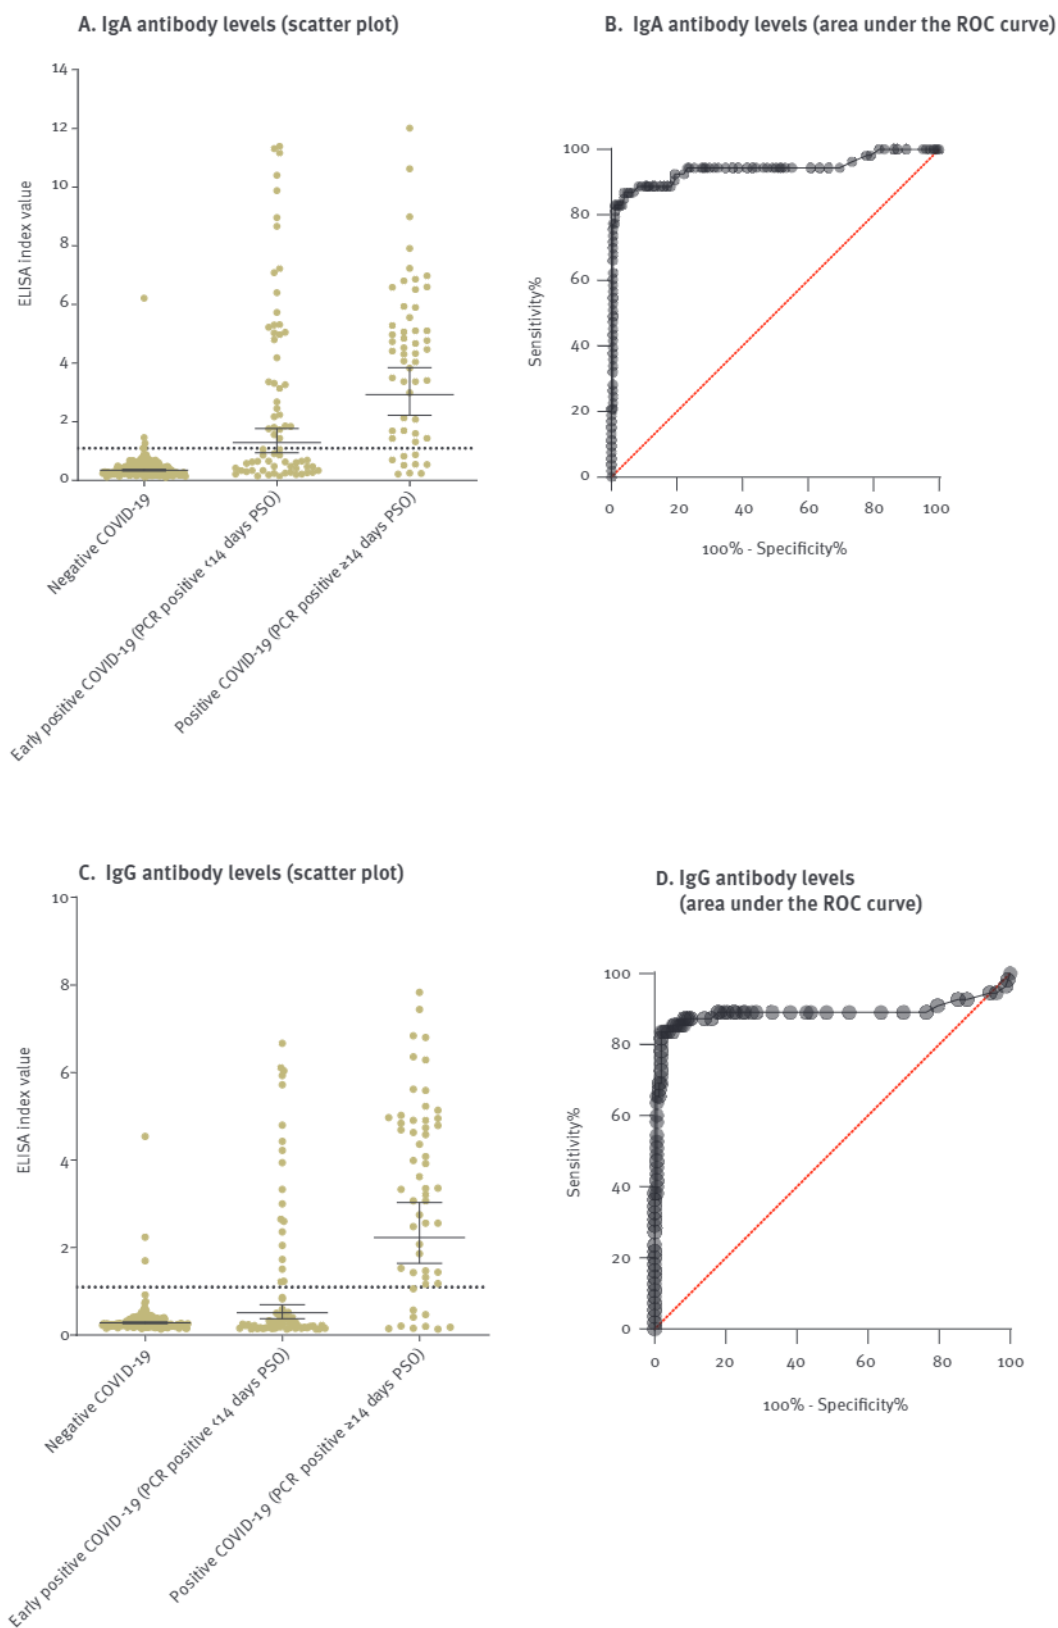 A. IgA antibody levels (scatter plot)
14
12
10
8
6
4
2
0
ELISA index value
Negative COVID-19
Early positive COVID-19 (PCR positive <14 days PSO)
Positive COVID-19 (PCR positive ≥14 days PSO)
B. IgA antibody levels (area under the ROC curve)
100
80
60
40
20
0
Sensitivity%
0 20 40 60 80 100
100% - Specificity%
C. IgG antibody levels (scatter plot)
10
8
6
4
2
0
ELISA index value
Negative COVID-19
Early positive COVID-19 (PCR positive <14 days PSO)
Positive COVID-19 (PCR positive ≥14 days PSO)
D. IgG antibody levels
(area under the ROC curve)
100
80
60
40
20
0
Sensitivity%
0 20 40 60 80 100
100% - Specificity%